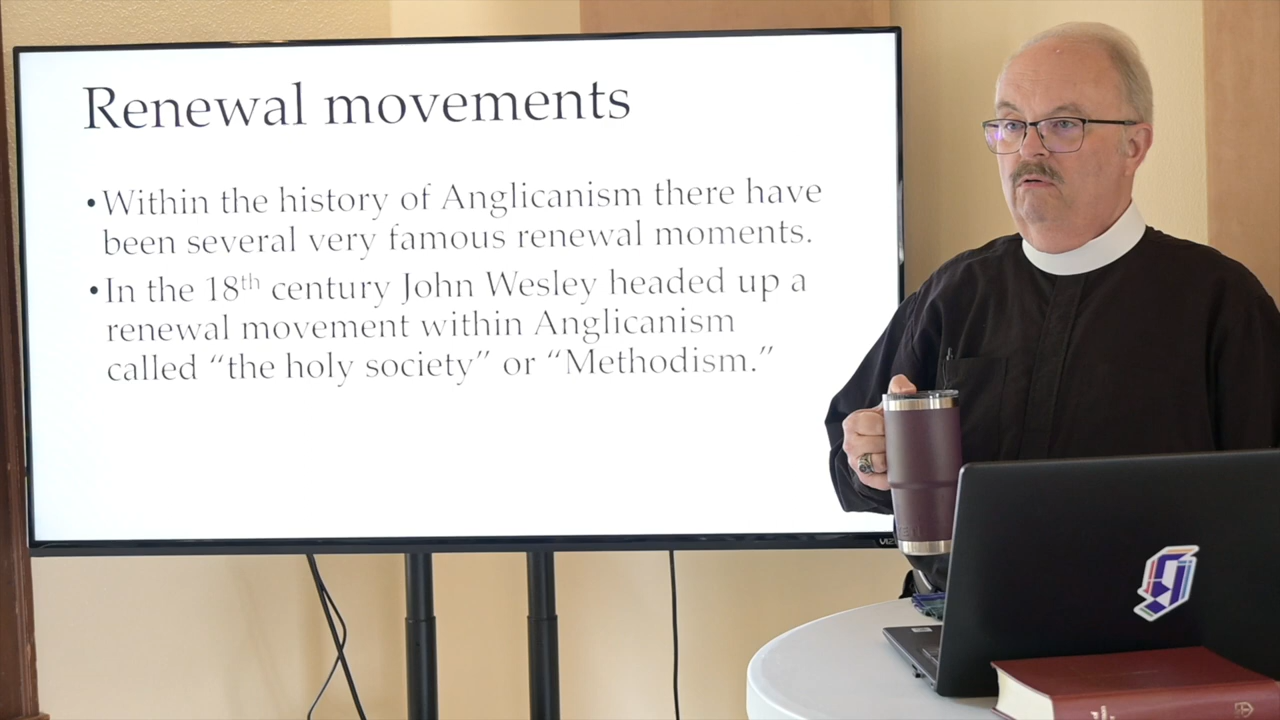 Renewal movements
•Within the history of Anglicanism there have
been several very famous renewal moments.
•In the 18th century John Wesley headed up a
renewal movement within Anglicanism
called “the holy society” or “Methodism.”